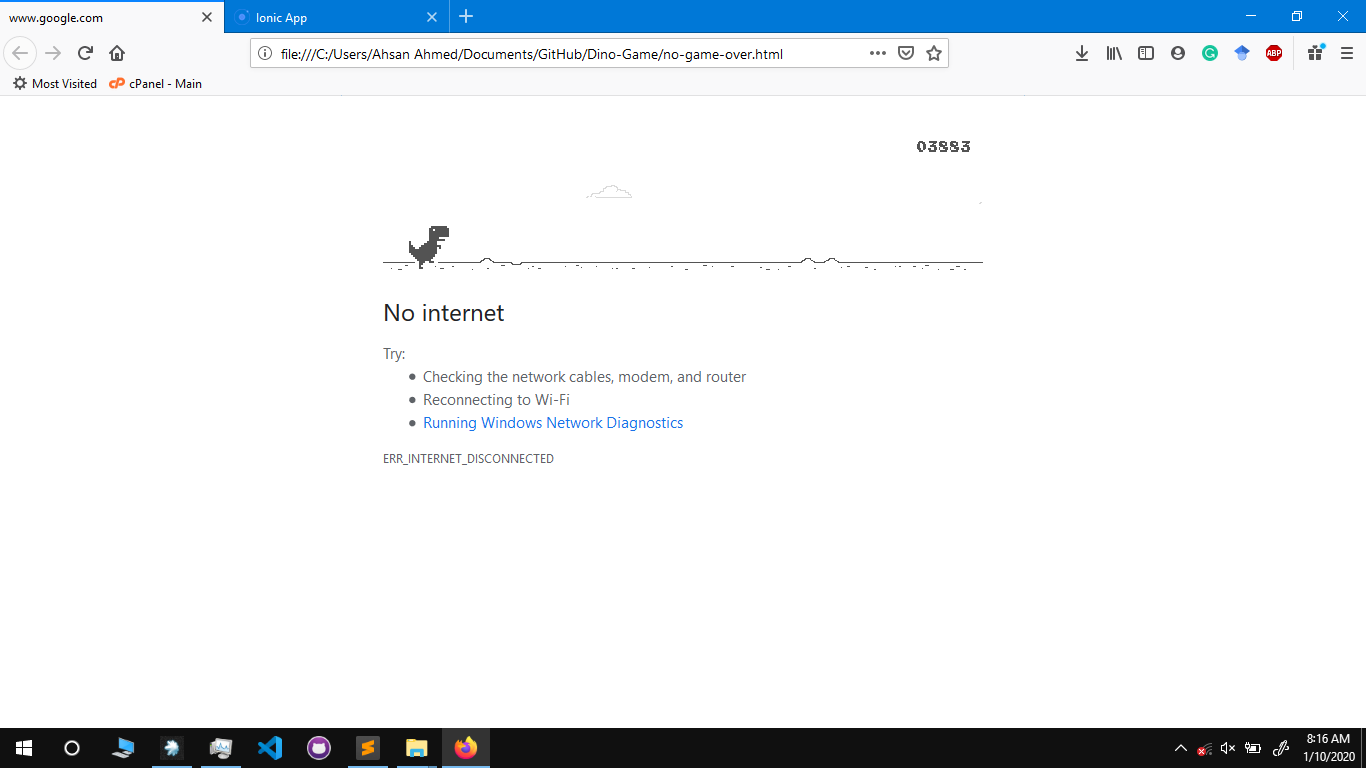 www.google.com
Ionic App
file:///C:/Users/Ahsan Ahmed/Documents/GitHub/Dino-Game/no-game-over.html
ABP
Most Visited
cP cPanel - Main
03883
No internet
Try:
Checking the network cables, modem, and router
Reconnecting to Wi-Fi
Running Windows Network Diagnostics
ERR_INTERNET_DISCONNECTED
8:16 AM
1/10/2020